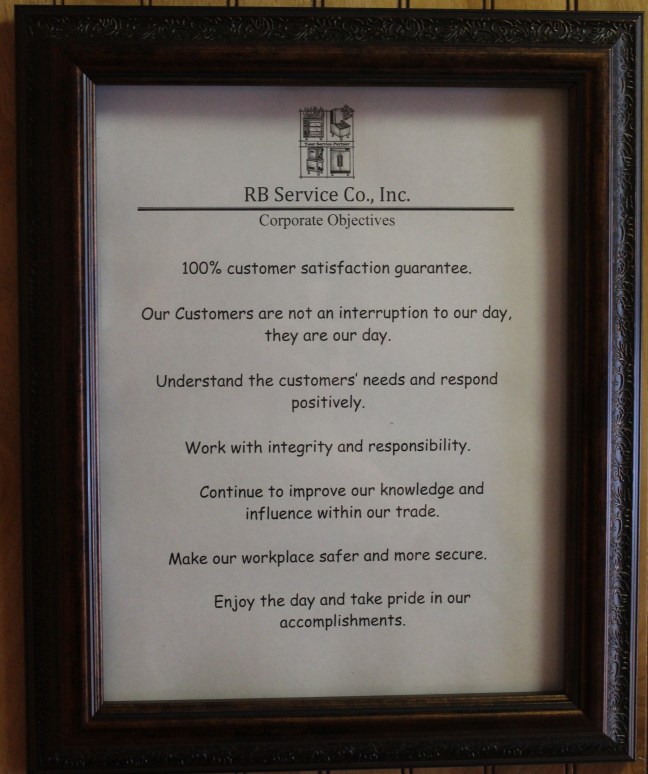 Your Service Partner
RB Service Co., Inc.
Corporate Objectives
100% customer satisfaction guarantee.
Our Customers are not an interruption to our day,
they are our day.
Understand the customers' needs and respond
positively.
Work with integrity and responsibility.
Continue to improve our knowledge and
influence within our trade.
Make our workplace safer and more secure.
Enjoy the day and take pride in our
accomplishments.